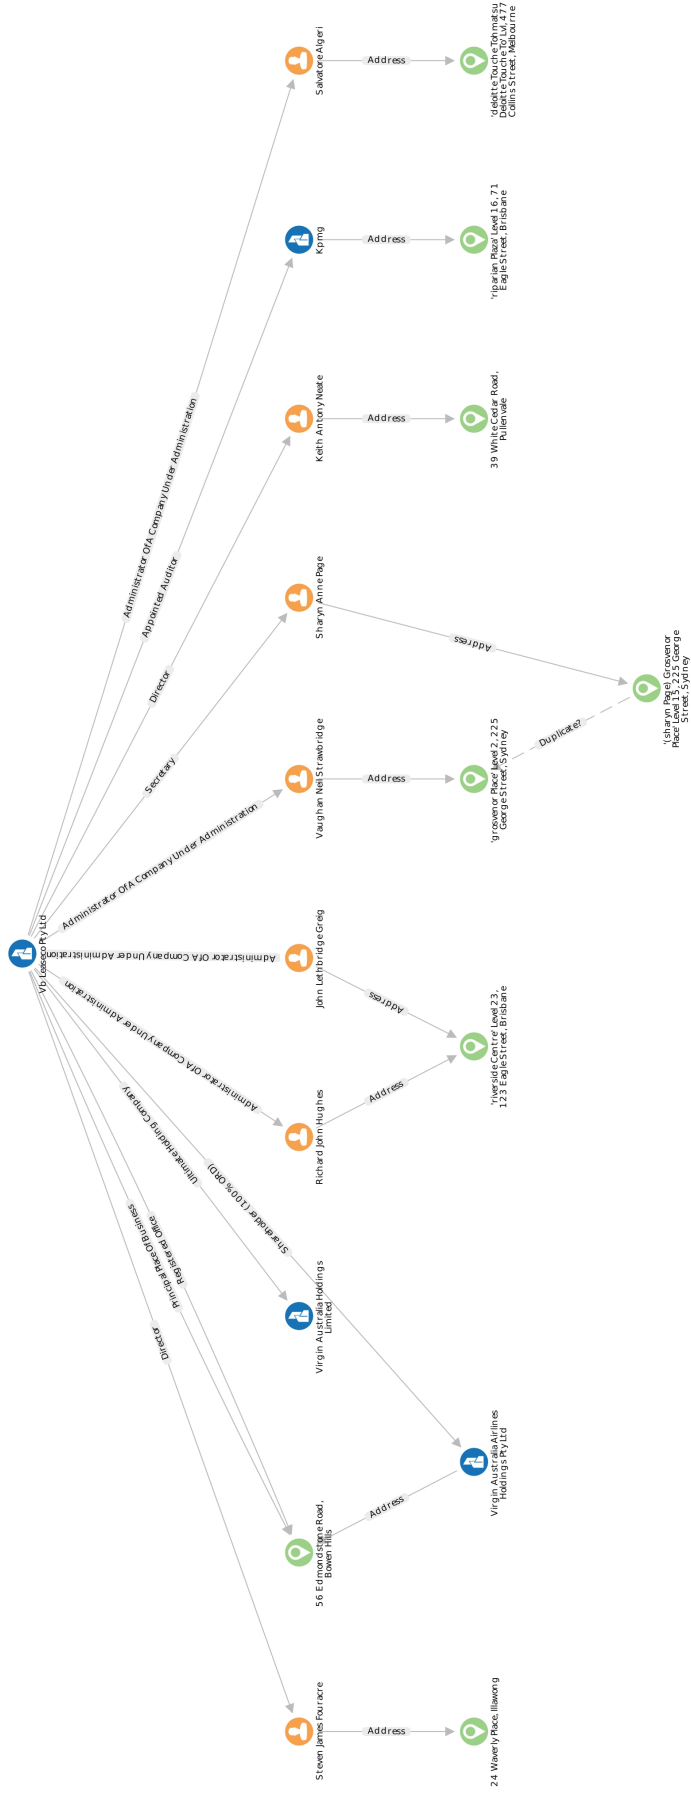 Salvatore Algeri
Address
'deloitte Touche Tohmatsu
Deloitte Touche To' Lvl, 477
Collins Street, Melbourne
Administrator Of A Company Under Administration
Kpmg
Address
'riparian Plaza' Level 16, 71
Eagle Street, Brisbane
Appointed Auditor
Keith Antony Neate
Address
39 White Cedar Road,
Pullenvale
Director
Sharyn Anne Page
Address
'(sharyn Page) Grosvenor
Place' Level 15, 225 George
Street, Sydney
Secretary
Duplicate?
Vaughan Neil Strawbridge
Address
'grosvenor Place' Level 2, 225
George Street, Sydney
Administrator Of A Company Under Administration
Vb Leaseco Pty Ltd
Administrator Of A Company Under Administration
John Lethbridge Greig
Address
'riverside Centre' Level 23,
123 Eagle Street, Brisbane
Administrator Of A Company Under Administration
Richard John Hughes
Address
Ultimate Holding Company
Virgin Australia Holdings
Limited
Shareholder (100% ORD)
Virgin Australia Airlines
Holdings Pty Ltd
Address
Registered Office
Principal Place Of Business
56 Edmondstone Road,
Bowen Hills
Director
Steven James Fouracre
Address
24 Waverly Place, Illawong